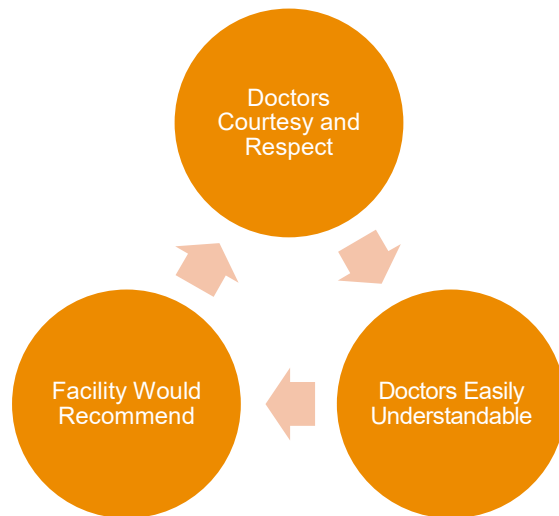 Doctors
Courtesy and
Respect
Facility Would
Recommend
Doctors Easily
Understandable